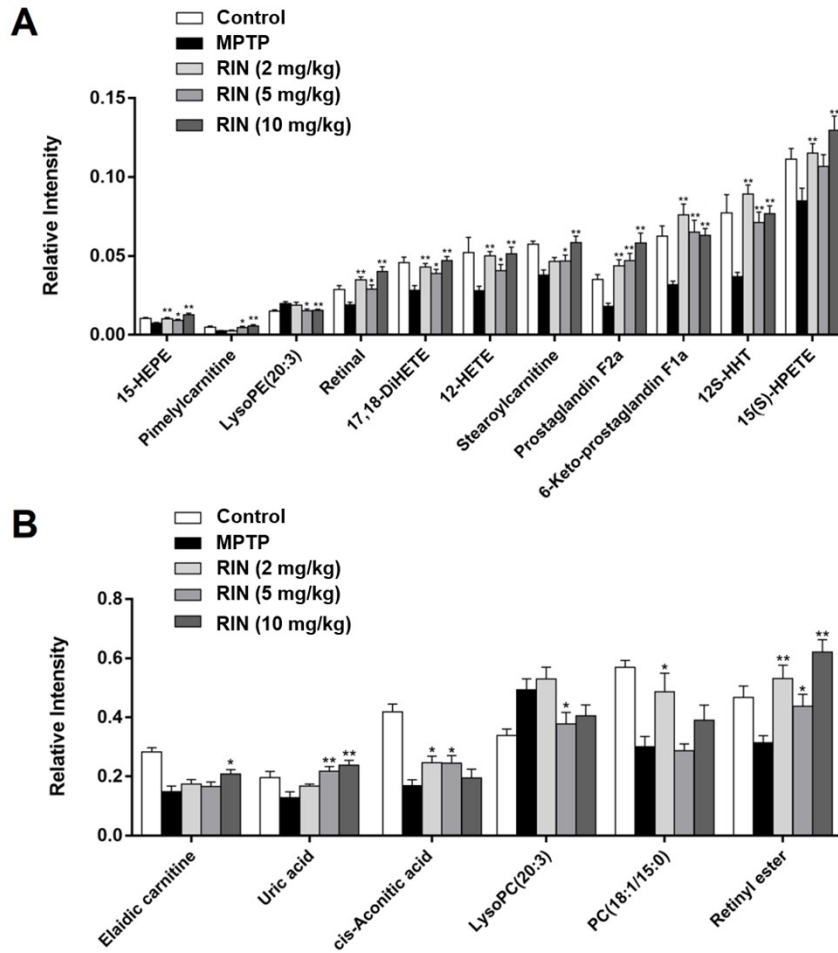 A
Control
MPTP
RIN (2 mg/kg)
RIN (5 mg/kg)
RIN (10 mg/kg)
Relative Intensity
0.15
0.10
0.05
0.00
** * **
* **
* **
** * **
** * **
** * **
* **
** ** **
** ** **
** ** **
** **
15-HEPE
Pimelylcarnitine
LysoPE(20:3)
Retinal
17,18-DiHETE
12-HETE
Stearoylcarnitine
Prostaglandin F2a
6-Keto-prostaglandin F1a
12S-HHT
15(S)-HPETE
B
Control
MPTP
RIN (2 mg/kg)
RIN (5 mg/kg)
RIN (10 mg/kg)
Relative Intensity
0.8
0.6
0.4
0.2
0.0
*
** **
* *
*
*
** * **
Elaidic carnitine
Uric acid
cis-Aconitic acid
LysoPC(20:3)
PC(18:1/15:0)
Retinyl ester